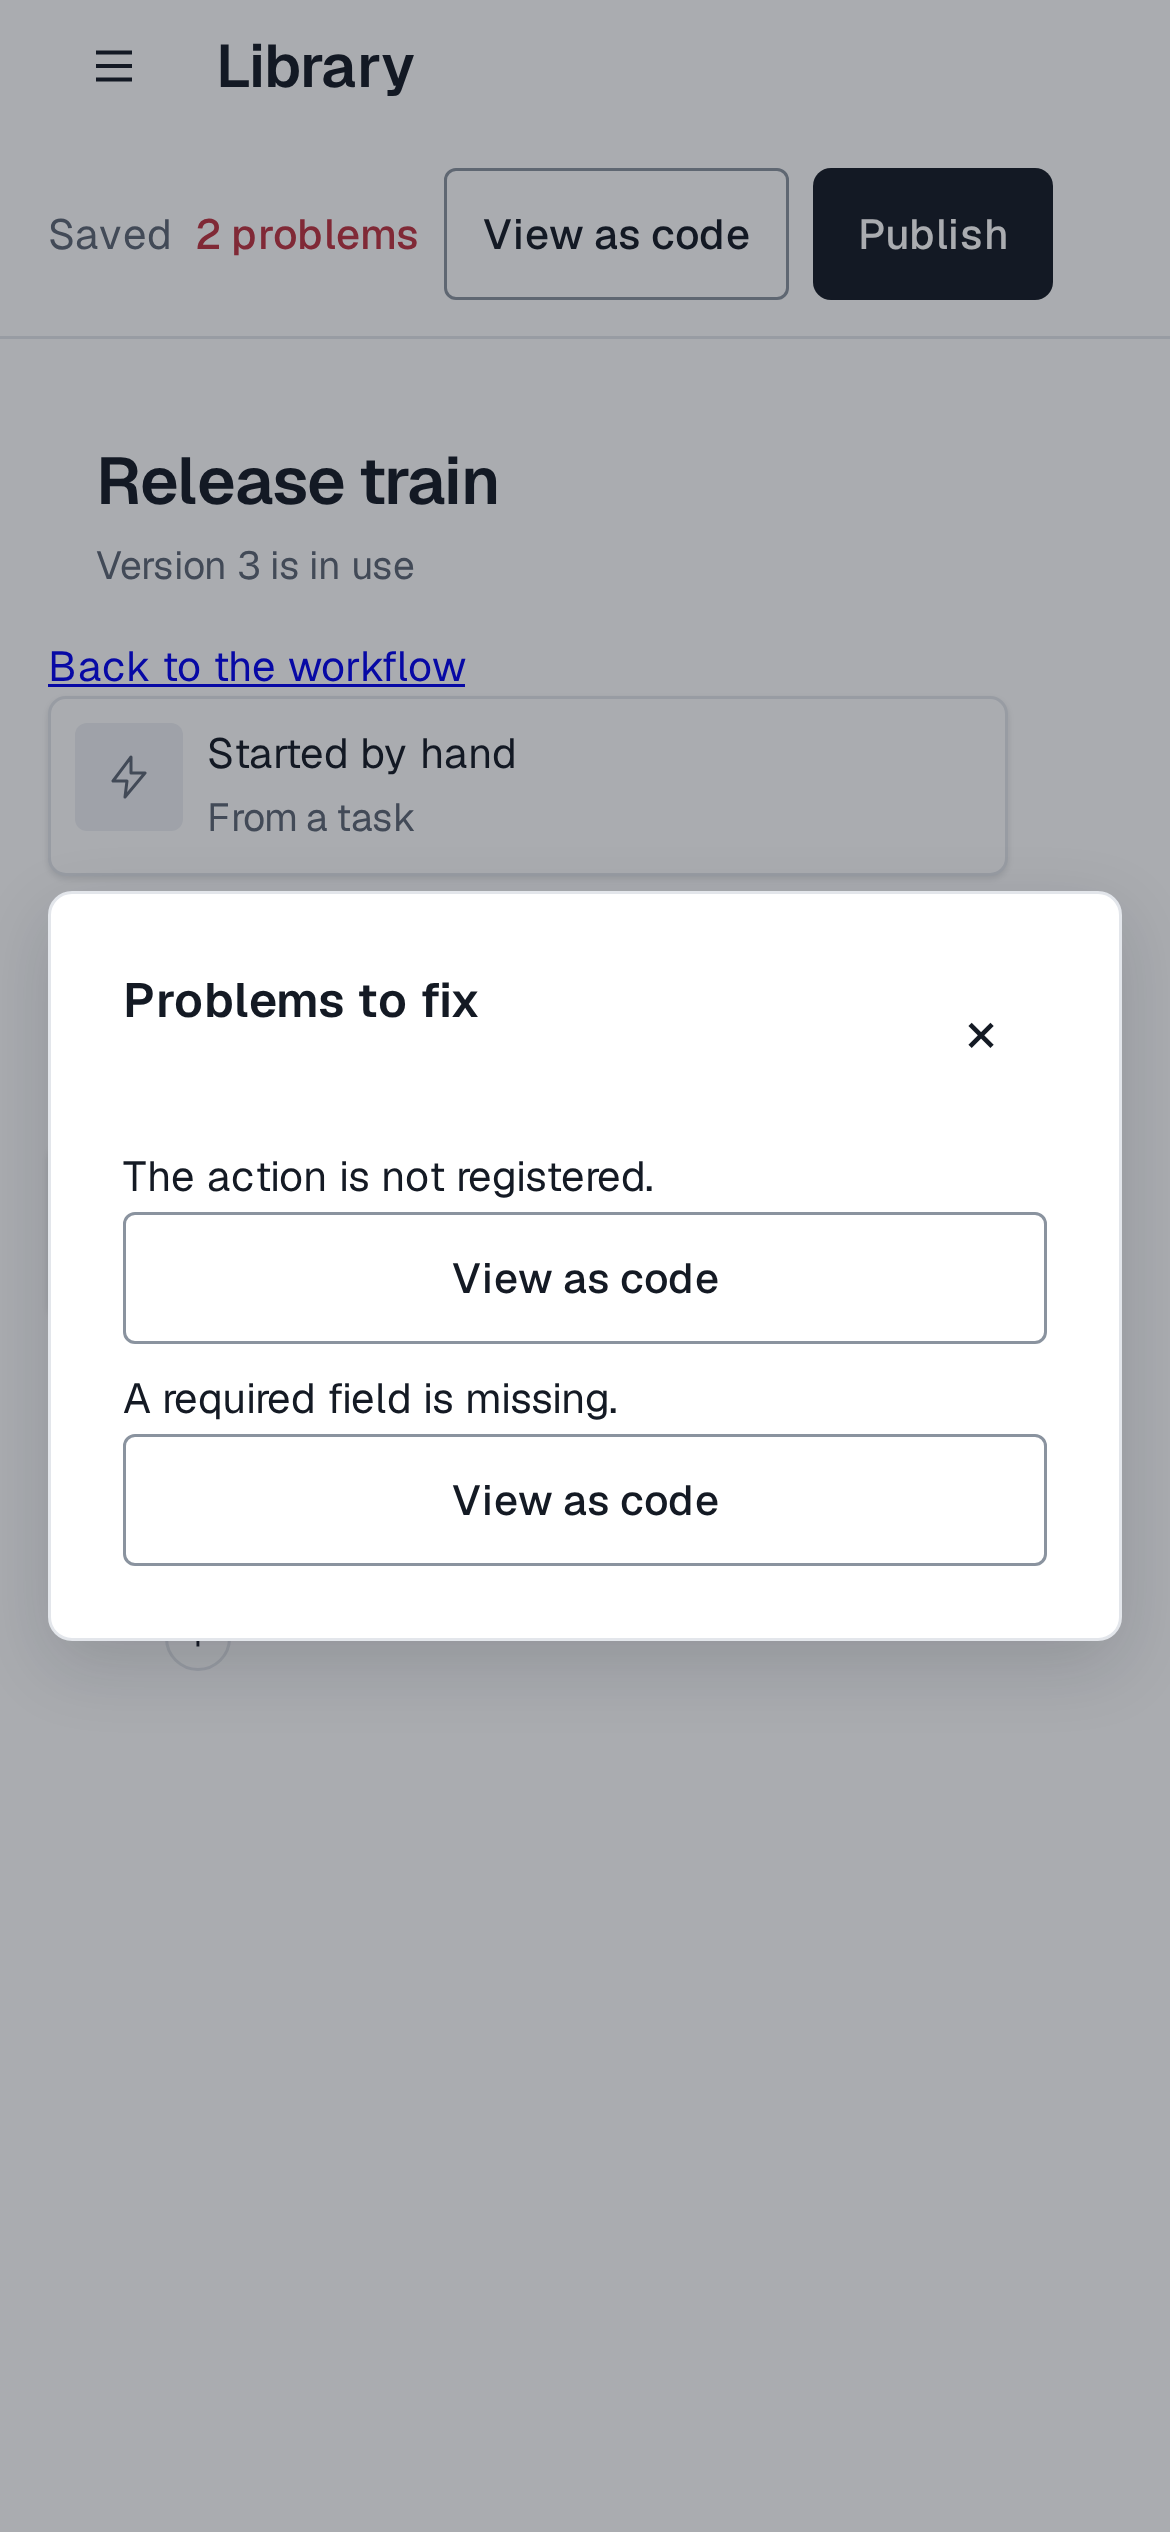 Library
Saved 2 problems View as code Publish
Release train
Version 3 is in use
Back to the workflow
Started by hand
From a task
Problems to fix
The action is not registered.
View as code
A required field is missing.
View as code